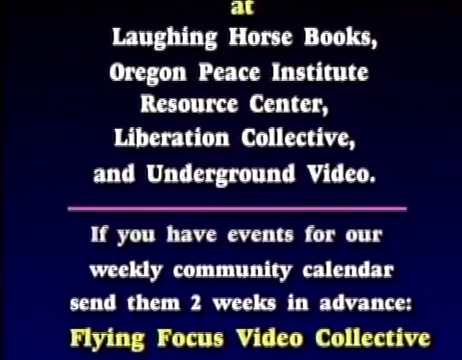 at
Laughing Horse Books,
Oregon Peace Institute
Resource Center,
Liberation Collective,
and Underground Video.
If you have events for our
weekly community calendar
send them 2 weeks in advance:
Flying Focus Video Collective